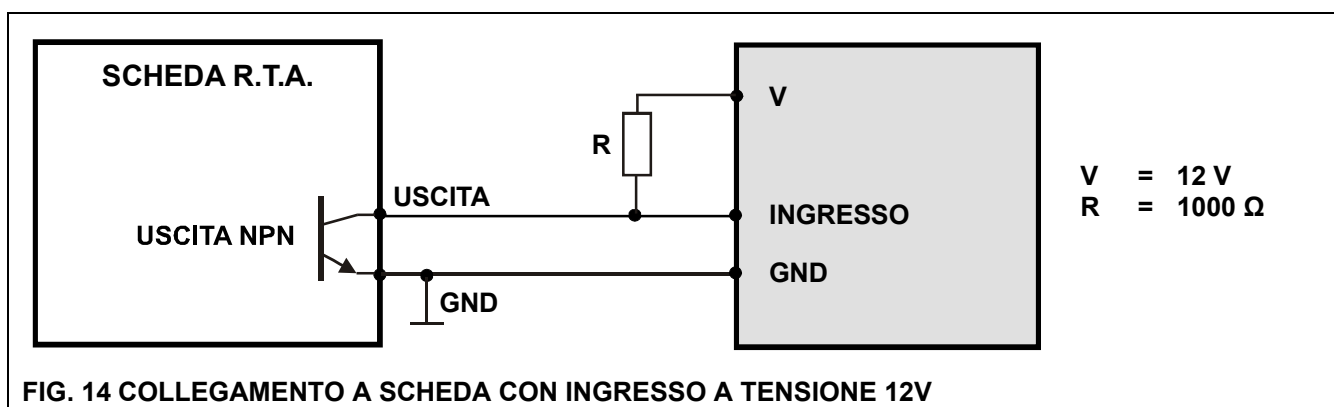 SCHEDA R.T.A.
V
R
V = 12 V
R = 1000 Ω
USCITA
INGRESSO
USCITA NPN
GND
GND
FIG. 14 COLLEGAMENTO A SCHEDA CON INGRESSO A TENSIONE 12V